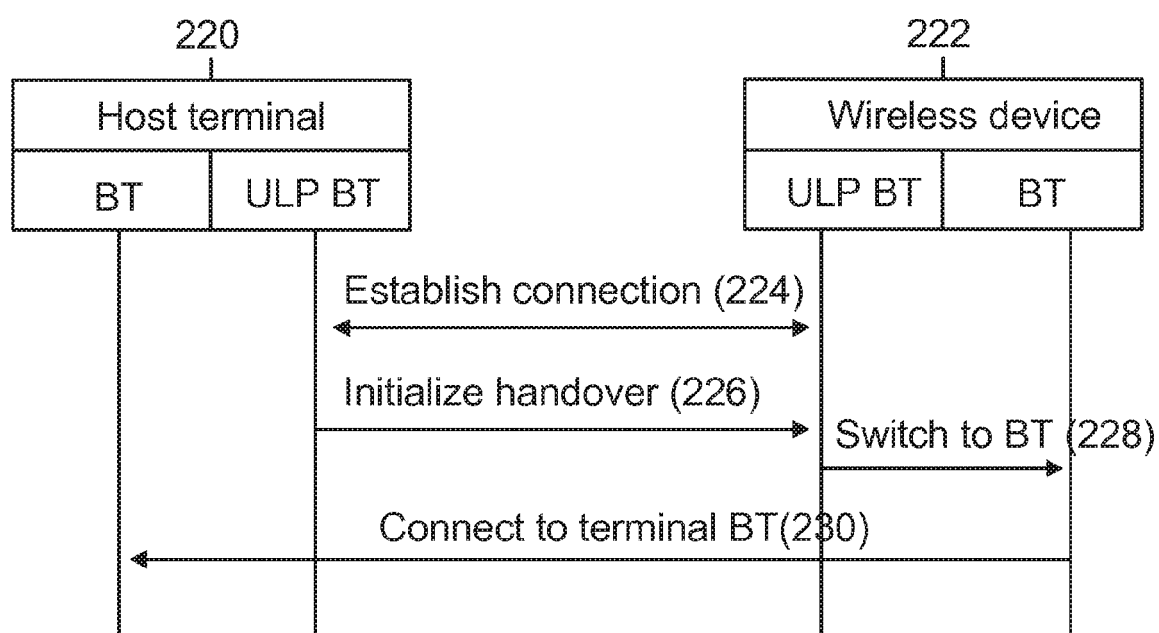 220
222
Host terminal
Wireless device
BT
ULP BT
ULP BT
BT
Establish connection (224)
Initialize handover (226)
Switch to BT (228)
Connect to terminal BT(230)